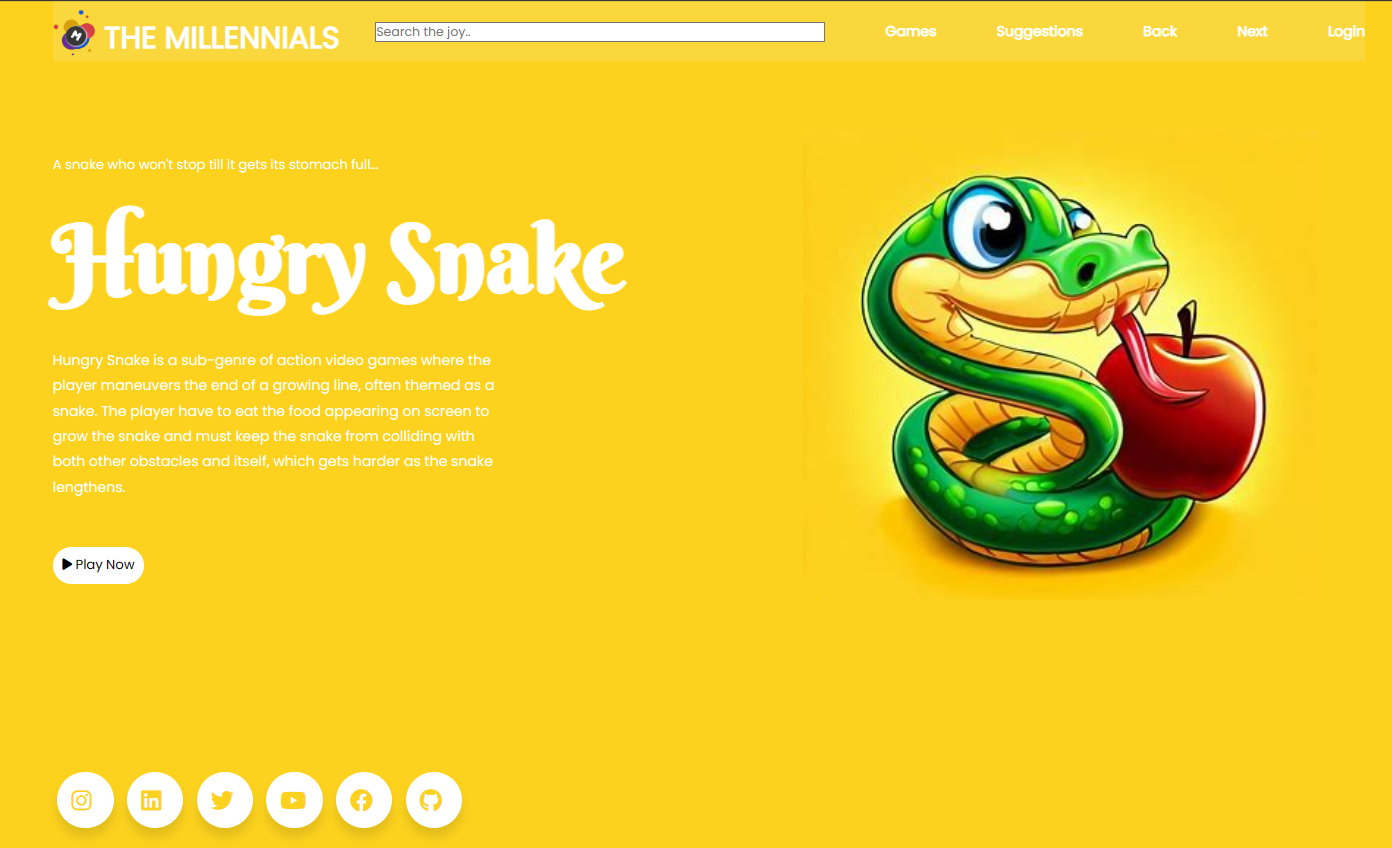 THE MILLENNIALS
Search the joy..
Games
Suggestions
Back
Next
Login
A snake who won't stop till it gets its stomach full...
Hungry Snake
Hungry Snake is a sub-genre of action video games where the
player maneuvers the end of a growing line, often themed as a
snake. The player have to eat the food appearing on screen to
grow the snake and must keep the snake from colliding with
both other obstacles and itself, which gets harder as the snake
lengthens.
Play Now